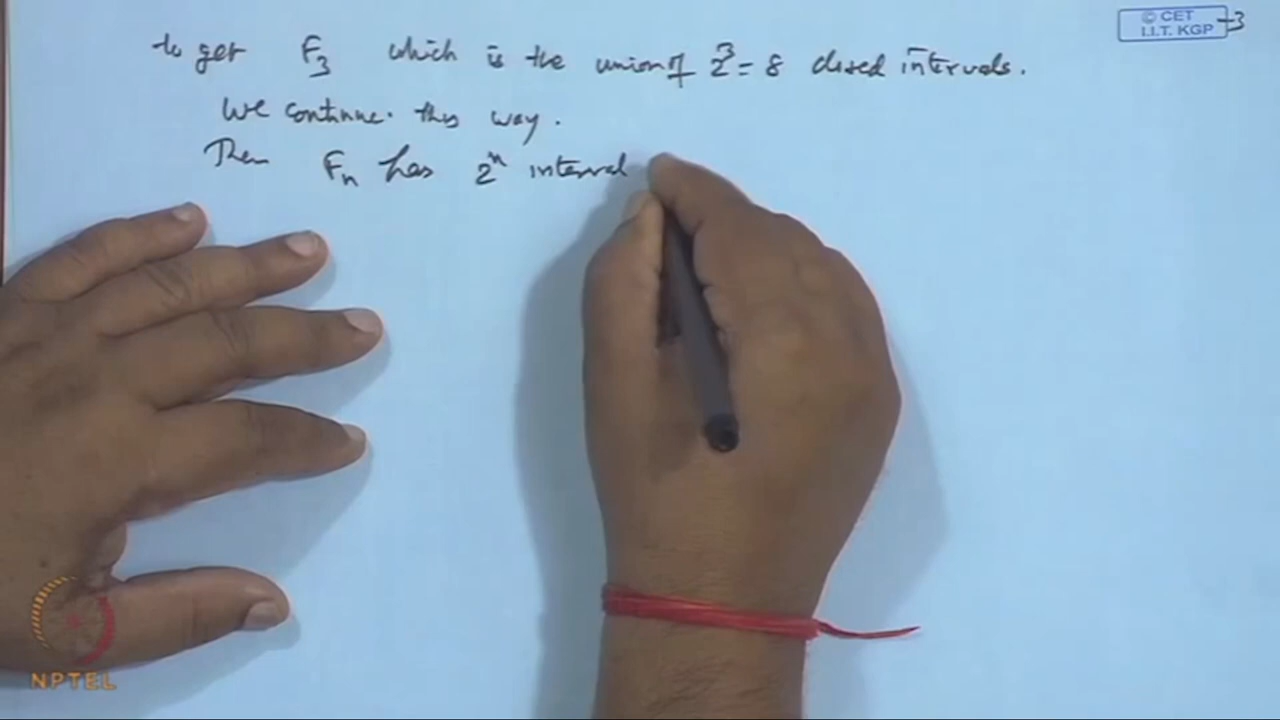 © CET
I.I.T. KGP -3
to get F₃ which is the union of 2³ = 8 closed intervals.
We continue this way.
Then Fₙ has 2ⁿ interval
NPTEL